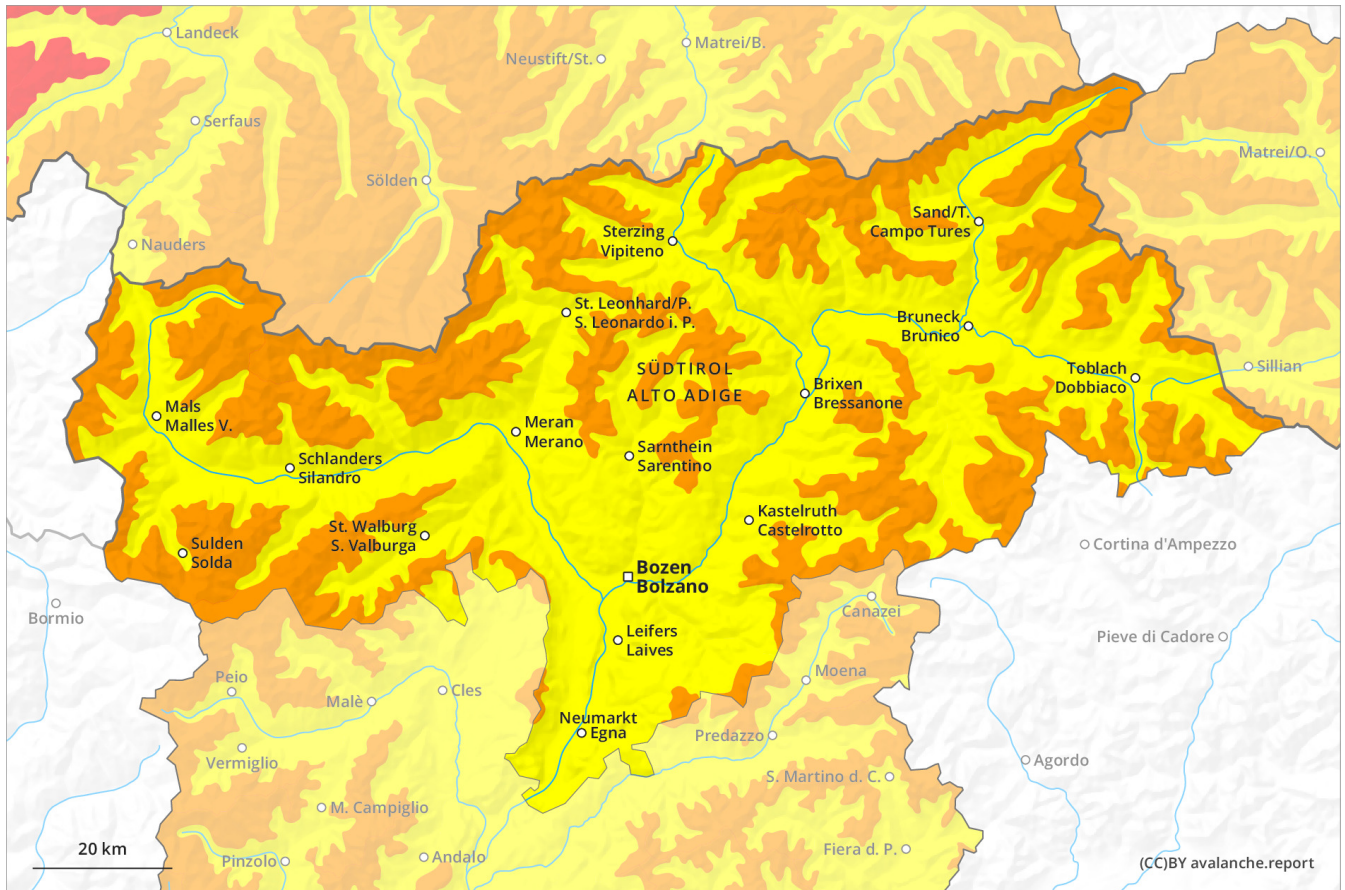 Landeck
Matrei/B.
Neustift/St.
Serfaus
Matrei/O.
Sölden
Sand/T.
Campo Tures
Sterzing
Vipiteno
Nauders
St. Leonhard/P.
S. Leonardo i. P.
Bruneck
Brunico
SÜDTIROL
ALTO ADIGE
Toblach
Dobbiaco
Sillian
Brixen
Bressanone
Mals
Malles V.
Meran
Merano
Sarnthein
Sarentino
Schlanders
Silandro
Kastelruth
Castelrotto
St. Walburg
S. Valburga
Sulden
Solda
Cortina d'Ampezzo
Bozen
Bolzano
Bormio
Canazei
Leifers
Laives
Pieve di Cadore
Peio
Moena
Malè
Cles
Neumarkt
Egna
Predazzo
Vermiglio
Agordo
S. Martino d. C.
M. Campiglio
20 km
Pinzolo
Andalo
Fiera d. P.
(CC)BY avalanche.report